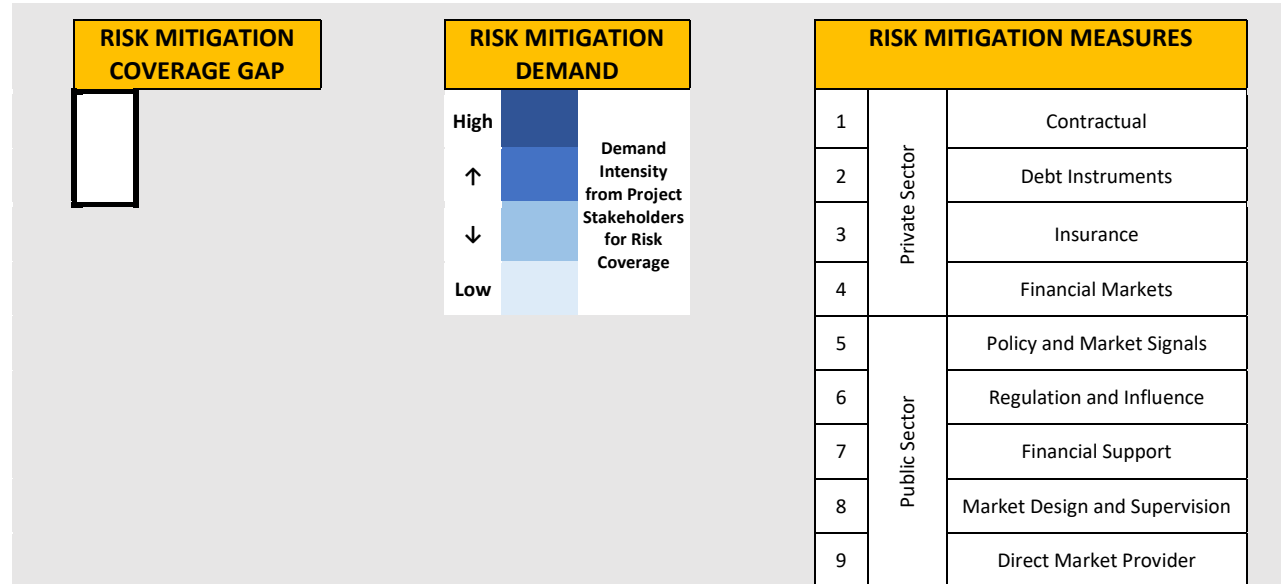 RISK MITIGATION
COVERAGE GAP
RISK MITIGATION
DEMAND
High
↑
↓
Low
Demand
Intensity
from Project
Stakeholders
for Risk
Coverage
RISK MITIGATION MEASURES
Private Sector
1 Contractual
2 Debt Instruments
3 Insurance
4 Financial Markets
Public Sector
5 Policy and Market Signals
6 Regulation and Influence
7 Financial Support
8 Market Design and Supervision
9 Direct Market Provider